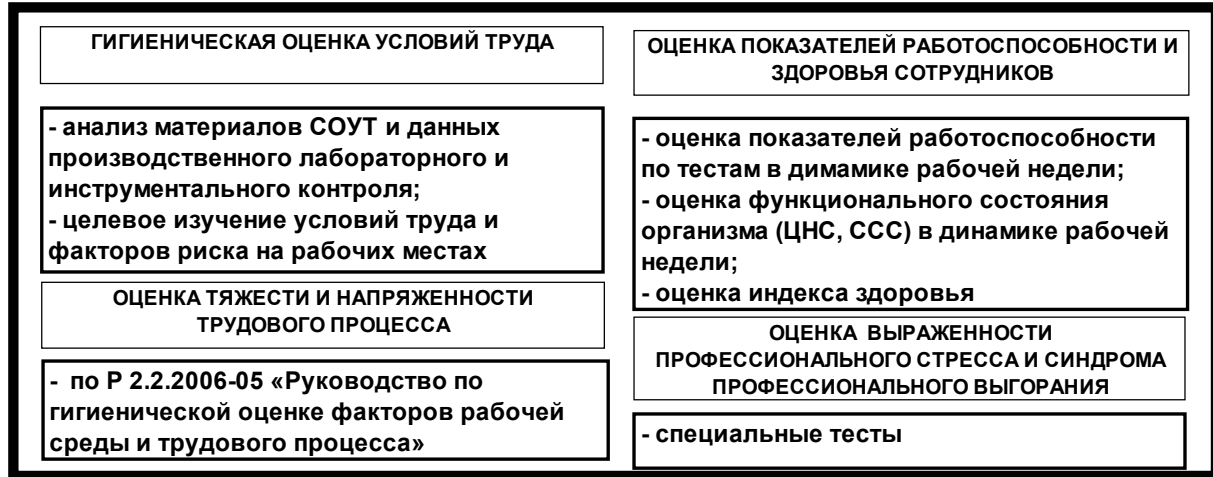 ГИГИЕНИЧЕСКАЯ ОЦЕНКА УСЛОВИЙ ТРУДА
- анализ материалов СОУТ и данных
производственного лабораторного и
инструментального контроля;
- целевое изучение условий труда и
факторов риска на рабочих местах
ОЦЕНКА ТЯЖЕСТИ И НАПРЯЖЕННОСТИ
ТРУДОВОГО ПРОЦЕССА
- по Р 2.2.2006-05 «Руководство по
гигиенической оценке факторов рабочей
среды и трудового процесса»
ОЦЕНКА ПОКАЗАТЕЛЕЙ РАБОТОСПОСОБНОСТИ И
ЗДОРОВЬЯ СОТРУДНИКОВ
- оценка показателей работоспособности
по тестам в димамике рабочей недели;
- оценка функционального состояния
организма (ЦНС, ССС) в динамике рабочей
недели;
- оценка индекса здоровья
ОЦЕНКА ВЫРАЖЕННОСТИ
ПРОФЕССИОНАЛЬНОГО СТРЕССА И СИНДРОМА
ПРОФЕССИОНАЛЬНОГО ВЫГОРАНИЯ
- специальные тесты